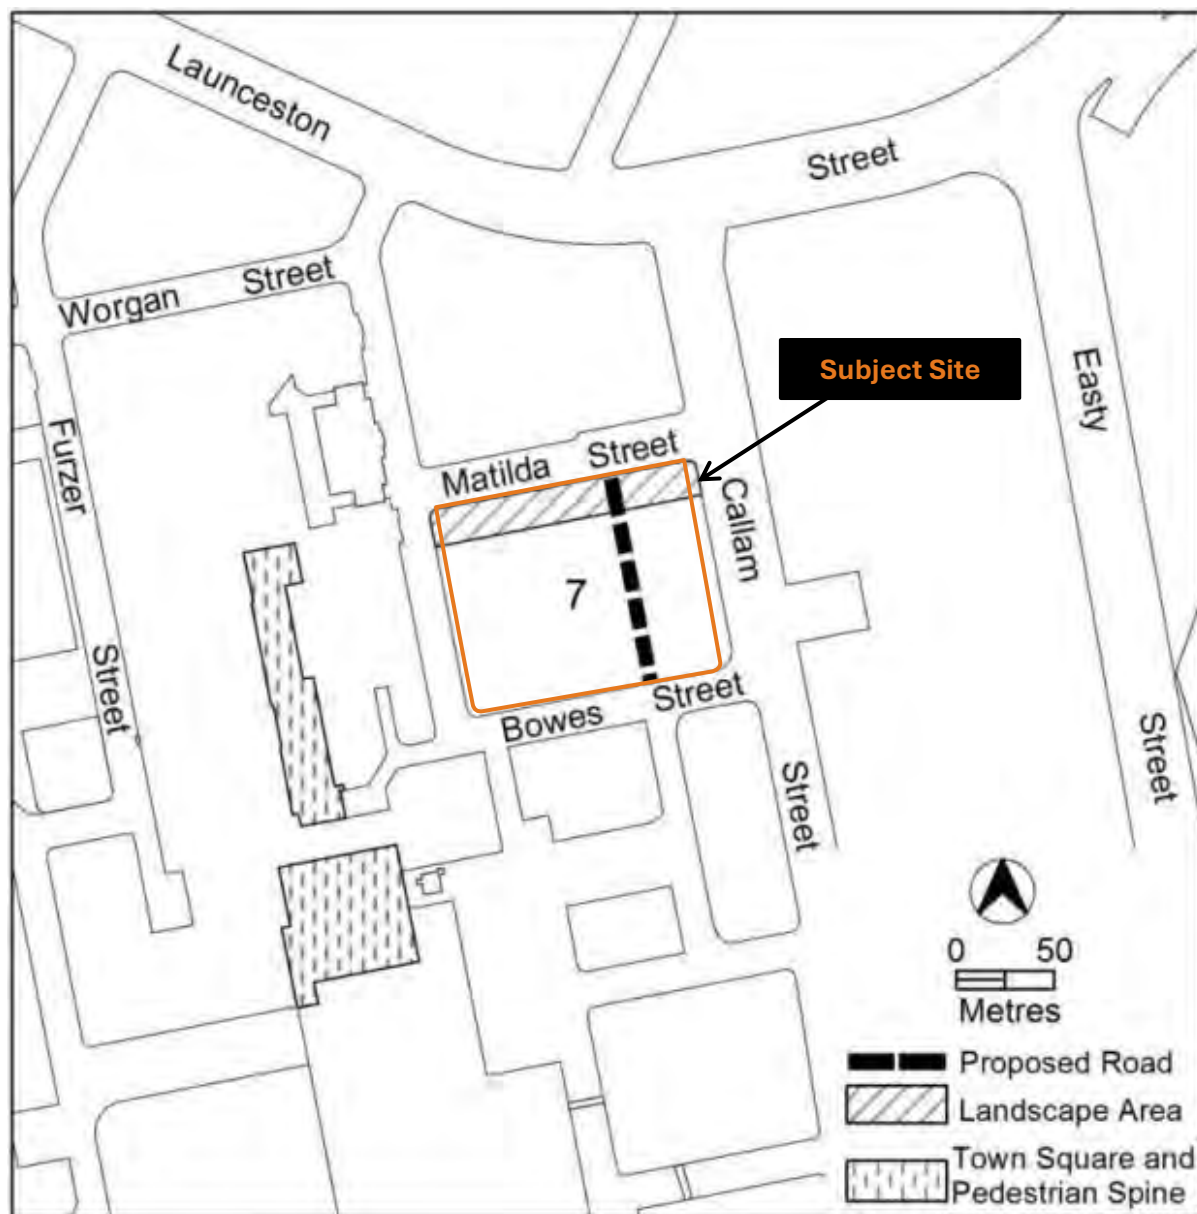 Launceston
Street
Worgan
Street
Subject Site
Easty
Furzer
Matilda
Street
Callam
7
Street
Bowes
Street
Street
Street
0 50
Metres
Proposed Road
Landscape Area
Town Square and
Pedestrian Spine